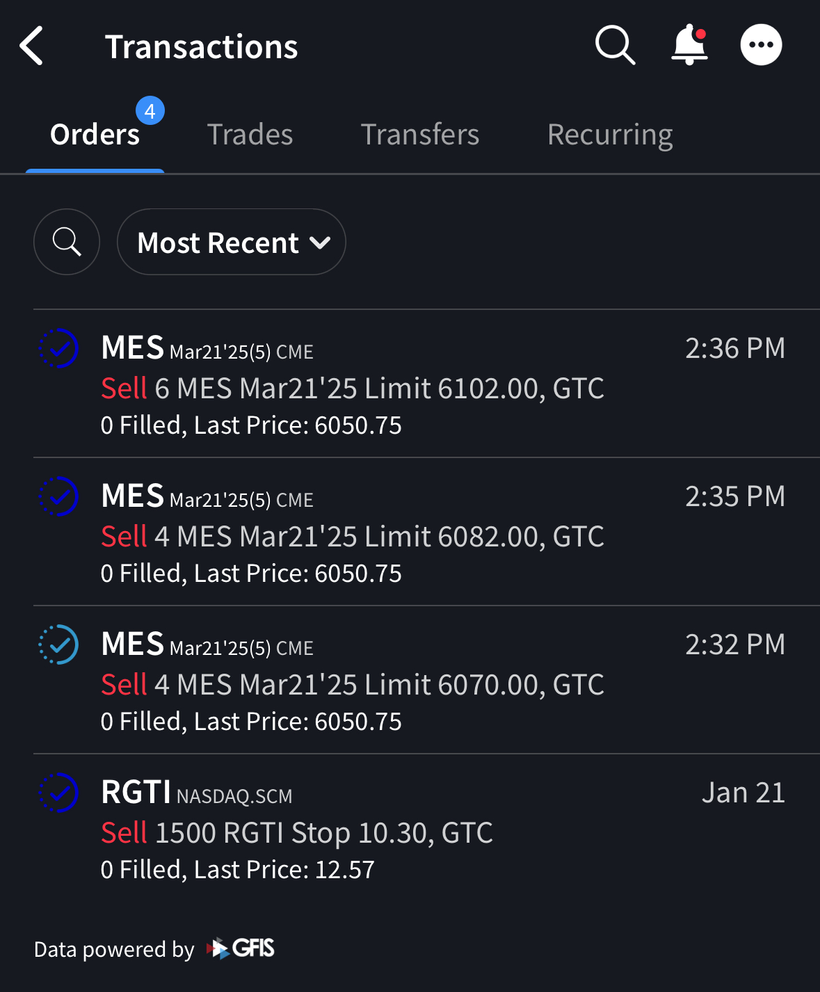 Transactions
4
Orders Trades Transfers Recurring
Most Recent
MES Mar21'25(5) CME 2:36 PM
Sell 6 MES Mar21'25 Limit 6102.00, GTC
0 Filled, Last Price: 6050.75
MES Mar21'25(5) CME 2:35 PM
Sell 4 MES Mar21'25 Limit 6082.00, GTC
0 Filled, Last Price: 6050.75
MES Mar21'25(5) CME 2:32 PM
Sell 4 MES Mar21'25 Limit 6070.00, GTC
0 Filled, Last Price: 6050.75
RGTI NASDAQ.SCM Jan 21
Sell 1500 RGTI Stop 10.30, GTC
0 Filled, Last Price: 12.57
Data powered by GFIS